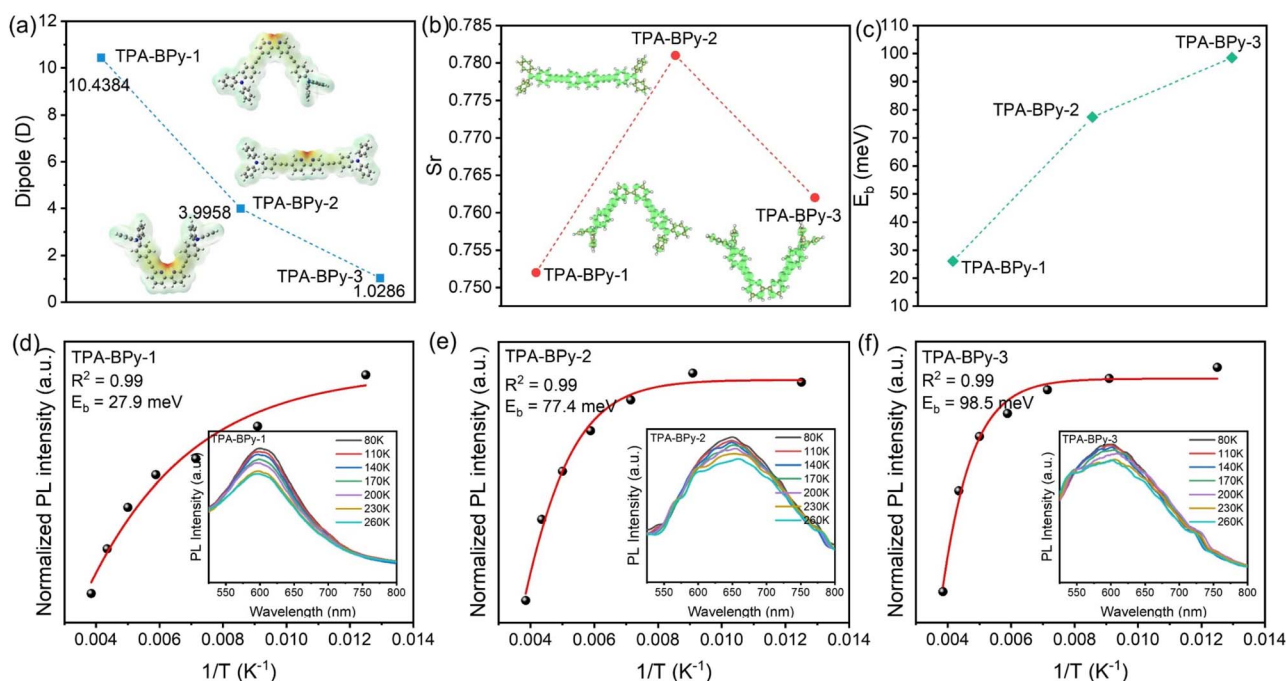 (a)
12
10
8
6
4
2
0
Dipole (D)
TPA-BPy-1
10.4384
TPA-BPy-2
3.9958
TPA-BPy-3
1.0286
(b)
0.785
0.780
0.775
0.770
0.765
0.760
0.755
0.750
Sr
TPA-BPy-2
TPA-BPy-3
TPA-BPy-1
(c)
110
100
90
80
70
60
50
40
30
20
10
E_b (meV)
TPA-BPy-3
TPA-BPy-2
TPA-BPy-1
(d)
TPA-BPy-1
R² = 0.99
E_b = 27.9 meV
Normalized PL intensity (a.u.)
TPA-BPy-1
80K
110K
140K
170K
200K
230K
260K
PL Intensity (a.u.)
550 600 650 700 750 800
Wavelength (nm)
0.004 0.006 0.008 0.010 0.012 0.014
1/T (K⁻¹)
(e)
TPA-BPy-2
R² = 0.99
E_b = 77.4 meV
Normalized PL intensity (a.u.)
TPA-BPy-2
80K
110K
140K
170K
200K
230K
260K
PL Intensity (a.u.)
550 600 650 700 750 800
Wavelength (nm)
0.004 0.006 0.008 0.010 0.012 0.014
1/T (K⁻¹)
(f)
TPA-BPy-3
R² = 0.99
E_b = 98.5 meV
Normalized PL intensity (a.u.)
TPA-BPy-3
80K
110K
140K
170K
200K
230K
260K
PL Intensity (a.u.)
550 600 650 700 750 800
Wavelength (nm)
0.004 0.006 0.008 0.010 0.012 0.014
1/T (K⁻¹)